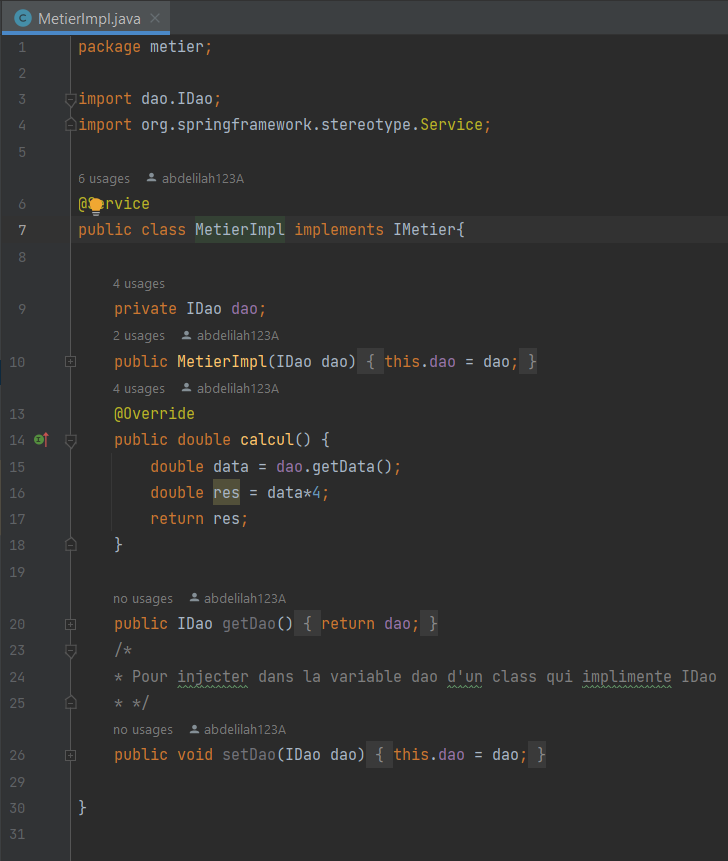 MetierImpl.java
1 package metier;
2
3 import dao.IDao;
4 import org.springframework.stereotype.Service;
5
6 usages abdelilah123A
6 @Service
7 public class MetierImpl implements IMetier{
8
4 usages
9 private IDao dao;
2 usages abdelilah123A
10 public MetierImpl(IDao dao) { this.dao = dao; }
4 usages abdelilah123A
13 @Override
14 public double calcul() {
15 double data = dao.getData();
16 double res = data*4;
17 return res;
18 }
19
no usages abdelilah123A
20 public IDao getDao() { return dao; }
23 /*
24 * Pour injecter dans la variable dao d'un class qui implimente IDao
25 * */
no usages abdelilah123A
26 public void setDao(IDao dao) { this.dao = dao; }
29
30 }
31